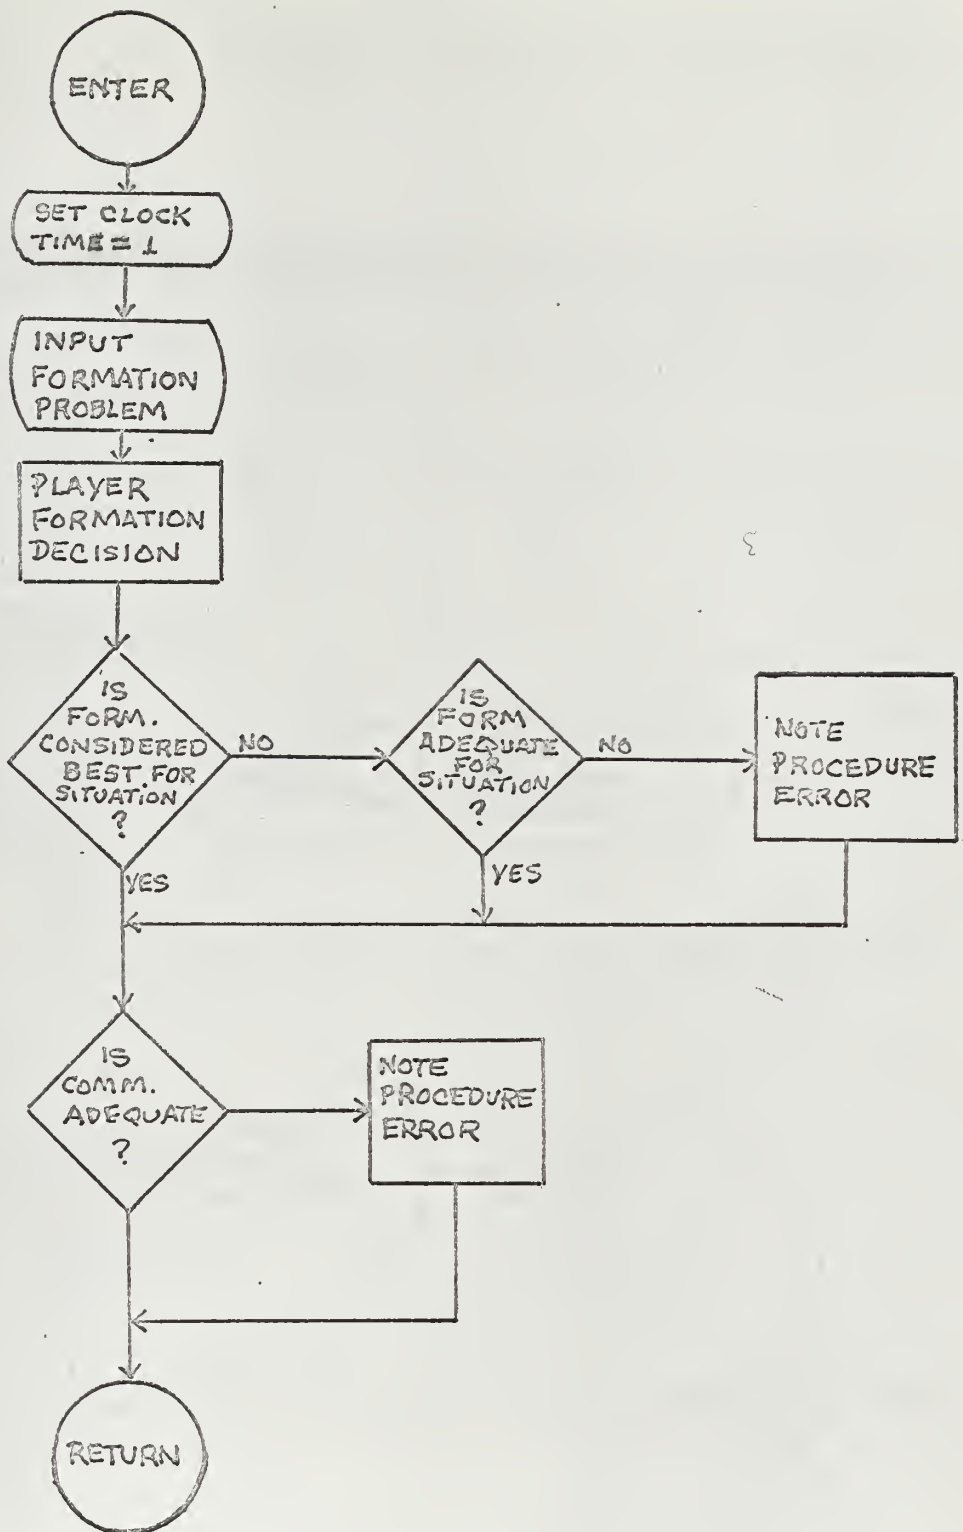 ENTER
SET CLOCK
TIME = 1
INPUT
FORMATION
PROBLEM
PLAYER
FORMATION
DECISION
IS
FORM.
CONSIDERED
BEST FOR
SITUATION
?
NO
IS
FORM
ADEQUATE
FOR
SITUATION
?
NO
NOTE
PROCEDURE
ERROR
YES
YES
IS
COMM.
ADEQUATE
?
NOTE
PROCEDURE
ERROR
RETURN